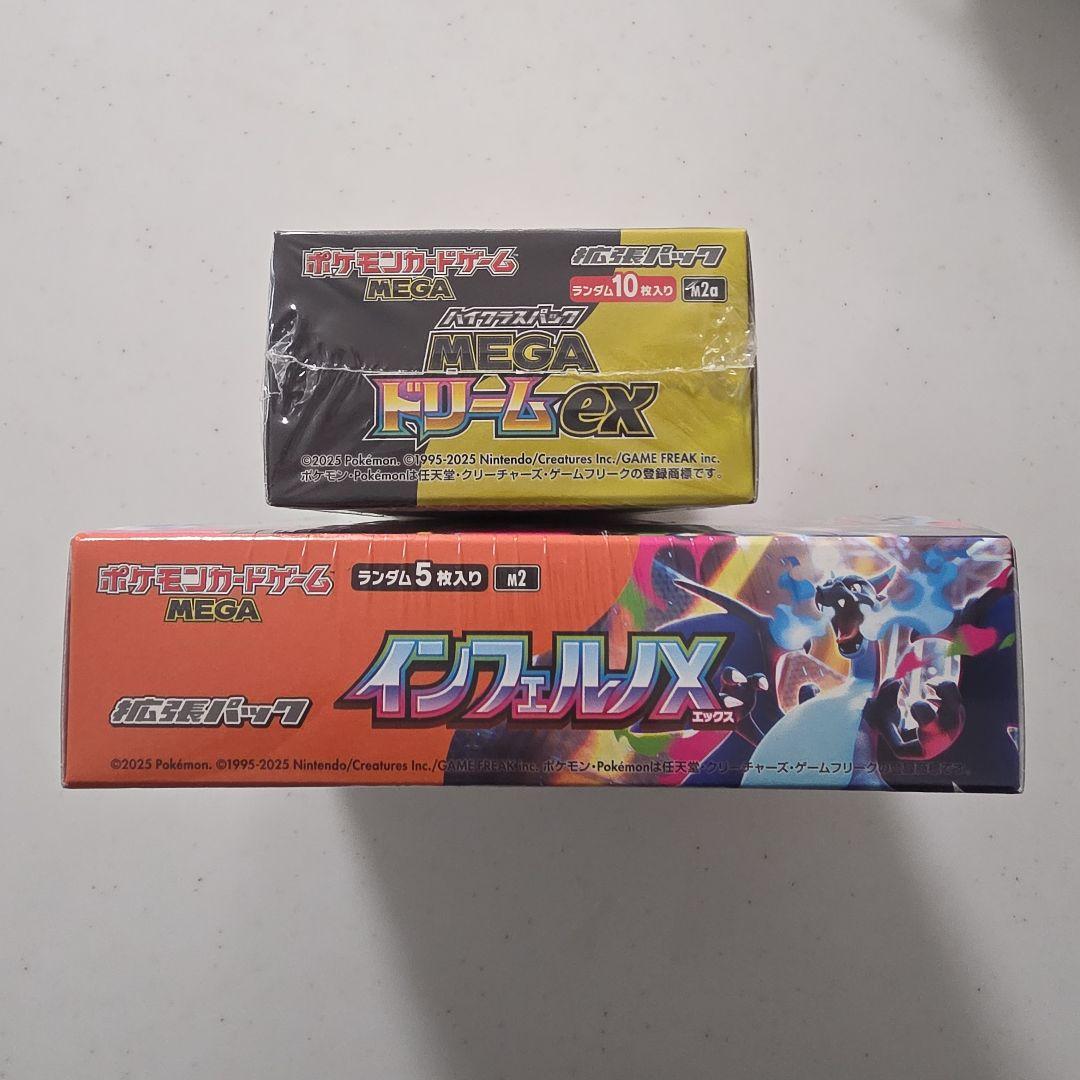 ポケモンカードゲーム
MEGA
拡張パック
ランダム10枚入り M2a
ハイクラスパック
MEGA
ドリームex
©2025 Pokémon. ©1995-2025 Nintendo/Creatures Inc./GAME FREAK inc.
ポケモン・Pokémonは任天堂・クリーチャーズ・ゲームフリークの登録商標です。
ポケモンカードゲーム
MEGA
ランダム5枚入り M2
インフェルノX
エックス
拡張パック
©2025 Pokémon. ©1995-2025 Nintendo/Creatures Inc./GAME FREAK inc. ポケモン・Pokémonは任天堂・クリーチャーズ・ゲームフリークの登録商標です。